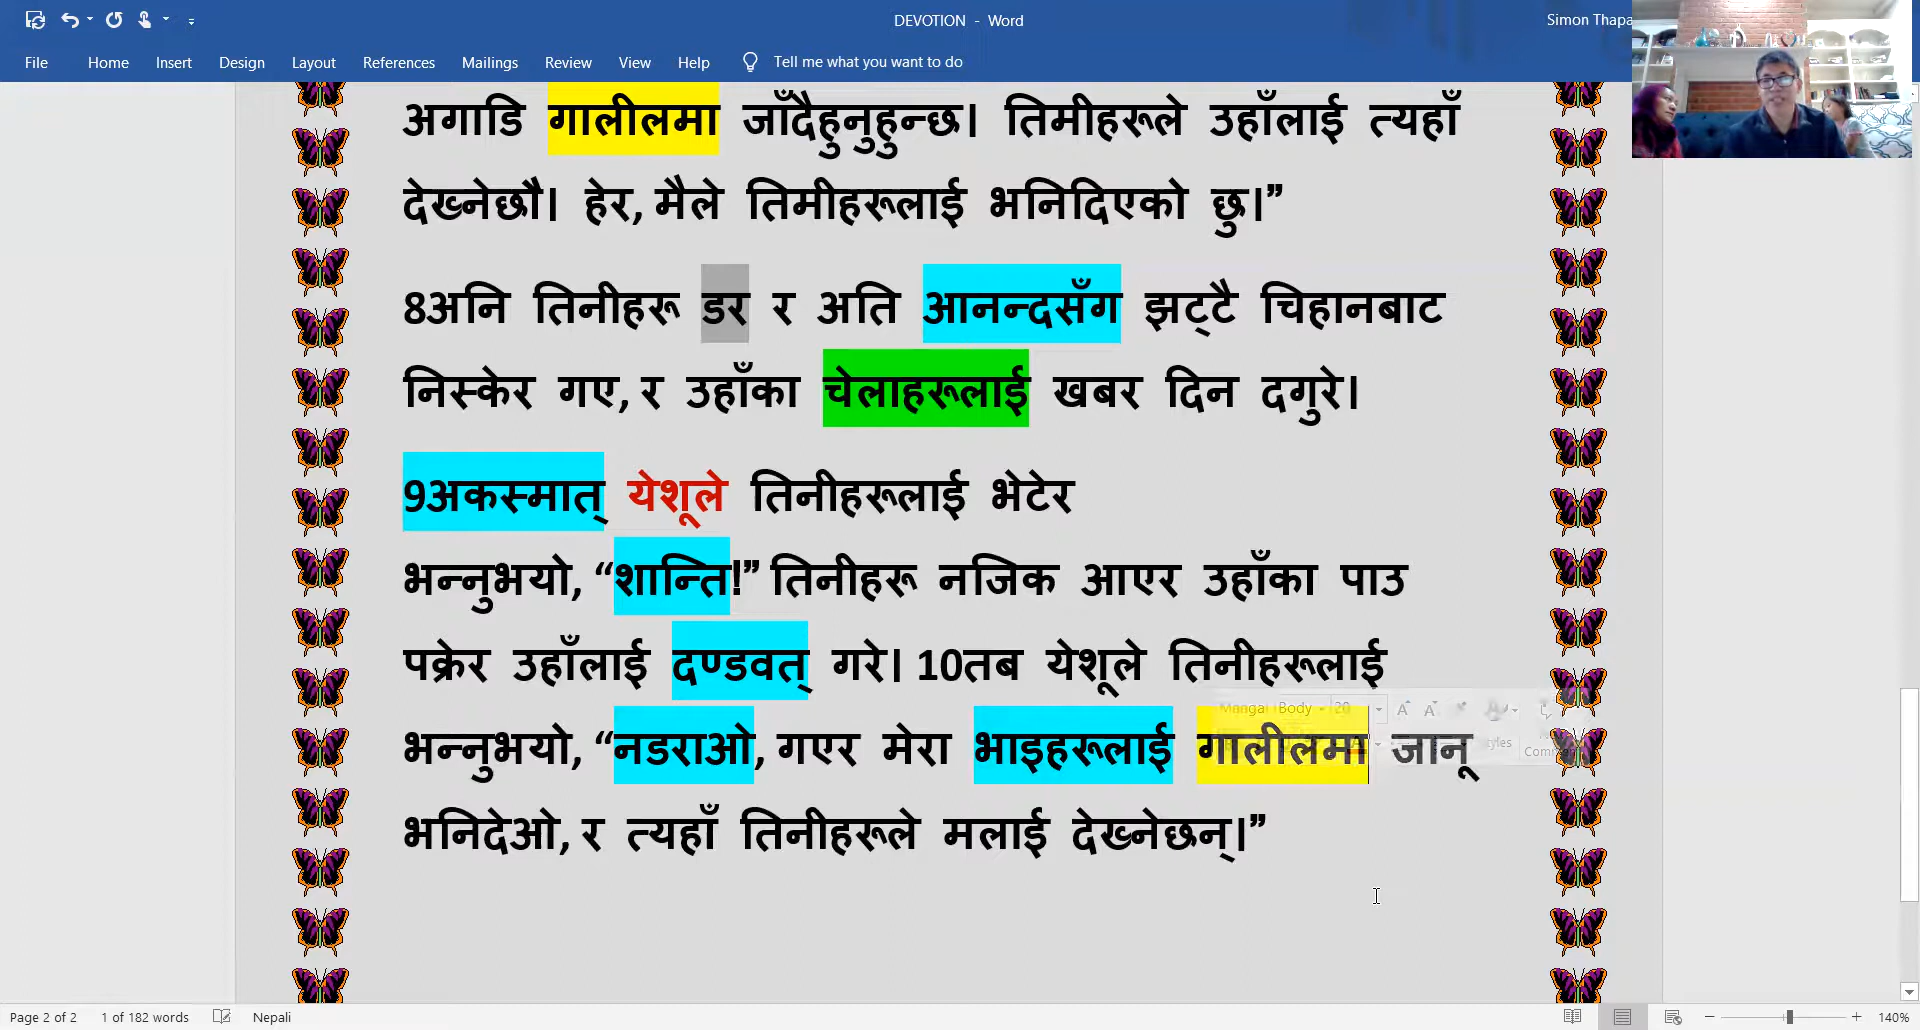 DEVOTION - Word
Simon Thapa
File Home Insert Design Layout References Mailings Review View Help Tell me what you want to do
अगाडि गालीलमा जाँदैहुनुहुन्छ। तिमीहरूले उहाँलाई त्यहाँ
देख्नेछौ। हेर, मैले तिमीहरूलाई भनिदिएको छु।”
8अनि तिनीहरू डर र अति आनन्दसँग झट्टै चिहानबाट
निस्केर गए, र उहाँका चेलाहरूलाई खबर दिन दगुरे।
9अकस्मात् येशूले तिनीहरूलाई भेटेर
भन्नुभयो, “शान्ति!” तिनीहरू नजिक आएर उहाँका पाउ
पक्रेर उहाँलाई दण्डवत् गरे। 10तब येशूले तिनीहरूलाई
Mangal (Body 20
भन्नुभयो, “नडराओ, गएर मेरा भाइहरूलाई गालीलमा जानू
भनिदेओ, र त्यहाँ तिनीहरूले मलाई देख्नेछन्।”
Page 2 of 2 1 of 182 words Nepali 140%